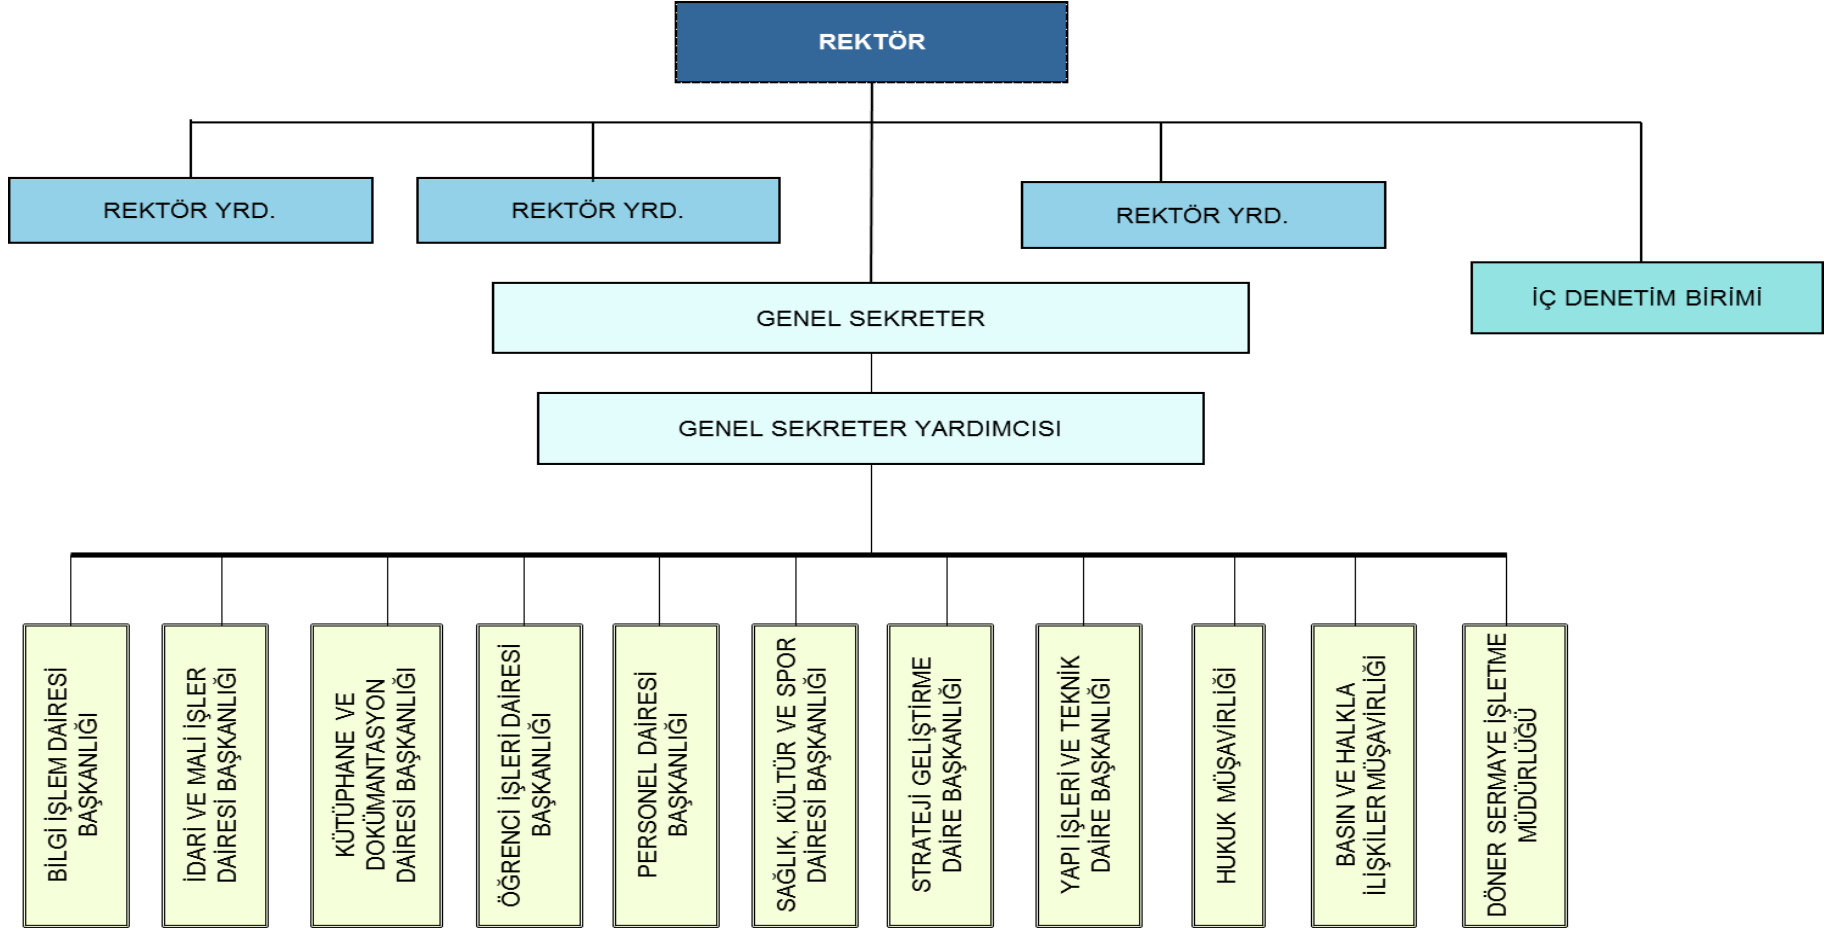 REKTÖR
REKTÖR YRD.
REKTÖR YRD.
REKTÖR YRD.
İÇ DENETİM BİRİMİ
GENEL SEKRETER
GENEL SEKRETER YARDIMCISI
BİLGİ İŞLEM DAİRESİ
BAŞKANLIĞI
İDARİ VE MALİ İŞLER
DAİRESİ BAŞKANLIĞI
KÜTÜPHANE VE
DOKÜMANTASYON
DAİRESİ BAŞKANLIĞI
ÖĞRENCİ İŞLERİ DAİRESİ
BAŞKANLIĞI
PERSONEL DAİRESİ
BAŞKANLIĞI
SAĞLIK, KÜLTÜR VE SPOR
DAİRESİ BAŞKANLIĞI
STRATEJİ GELİŞTİRME
DAİRE BAŞKANLIĞI
YAPI İŞLERİ VE TEKNİK
DAİRE BAŞKANLIĞI
HUKUK MÜŞAVİRLİĞİ
BASIN VE HALKLA
İLİŞKİLER MÜŞAVİRLİĞİ
DÖNER SERMAYE İŞLETME
MÜDÜRLÜĞÜ